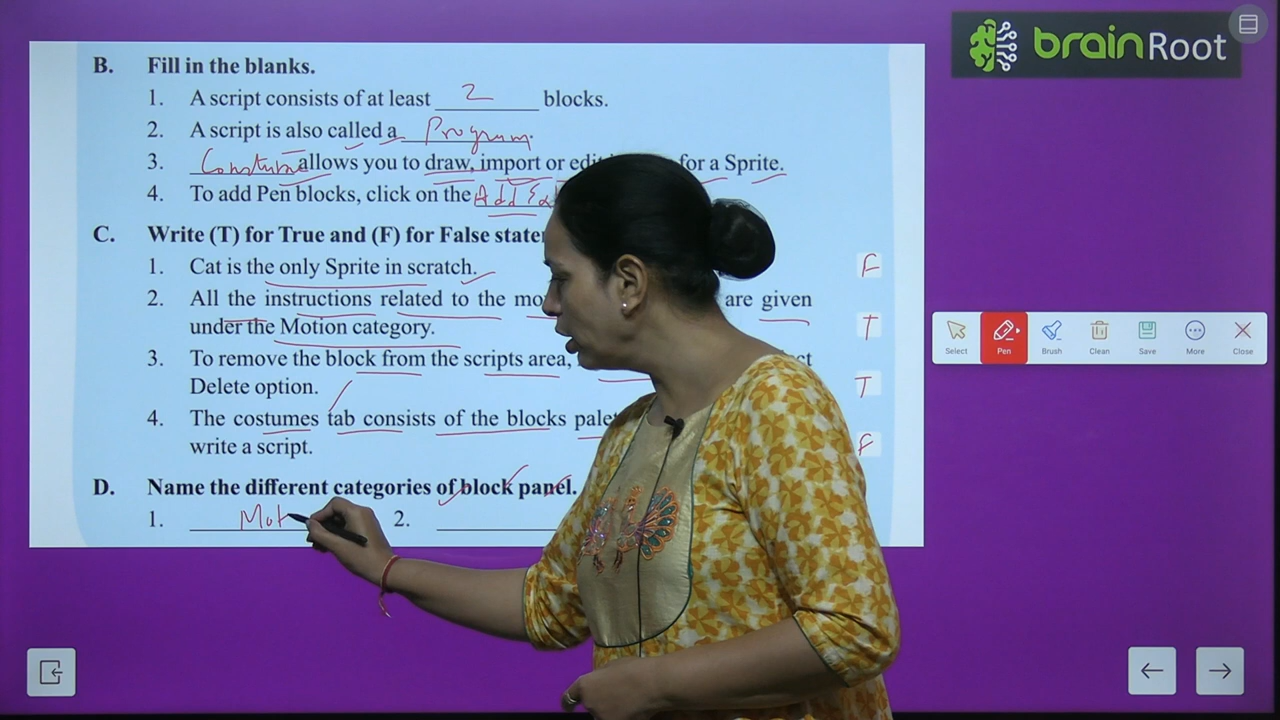 brainRoot
B. Fill in the blanks.
1. A script consists of at least 2 blocks.
2. A script is also called a Program.
3. allows you to draw, import or for a Sprite.
4. To add Pen blocks, click on the Add
C. Write (T) for True and (F) for False
1. Cat is the only Sprite in scratch. F
2. All the instructions related to the are given
under the Motion category. T
3. To remove the block from the scripts area,
Delete option. T
4. The costumes tab consists of the blocks
write a script. F
D. Name the different categories of block panel.
1. Mot 2.
Select Pen Brush Clean Save More Close